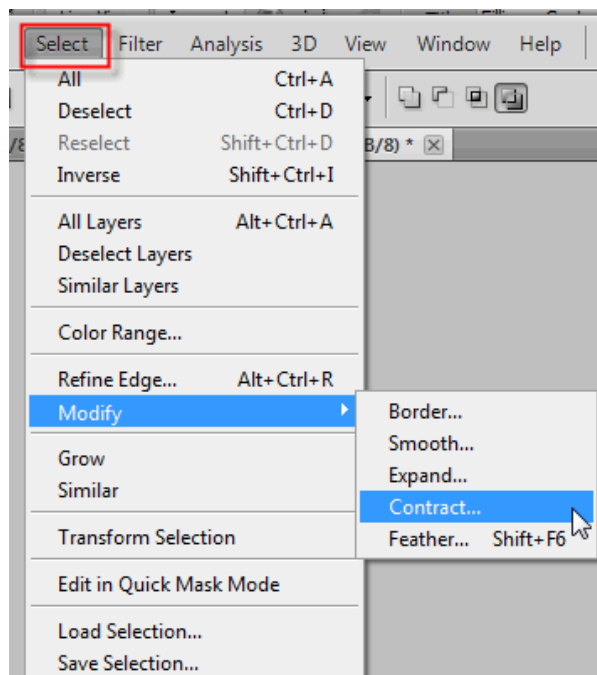 Select Filter Analysis 3D View Window Help
All Ctrl+A
Deselect Ctrl+D
Reselect Shift+Ctrl+D
B/8) *
Inverse Shift+Ctrl+I
All Layers Alt+Ctrl+A
Deselect Layers
Similar Layers
Color Range...
Refine Edge... Alt+Ctrl+R
Modify
Border...
Smooth...
Expand...
Contract...
Feather... Shift+F6
Grow
Similar
Transform Selection
Edit in Quick Mask Mode
Load Selection...
Save Selection...